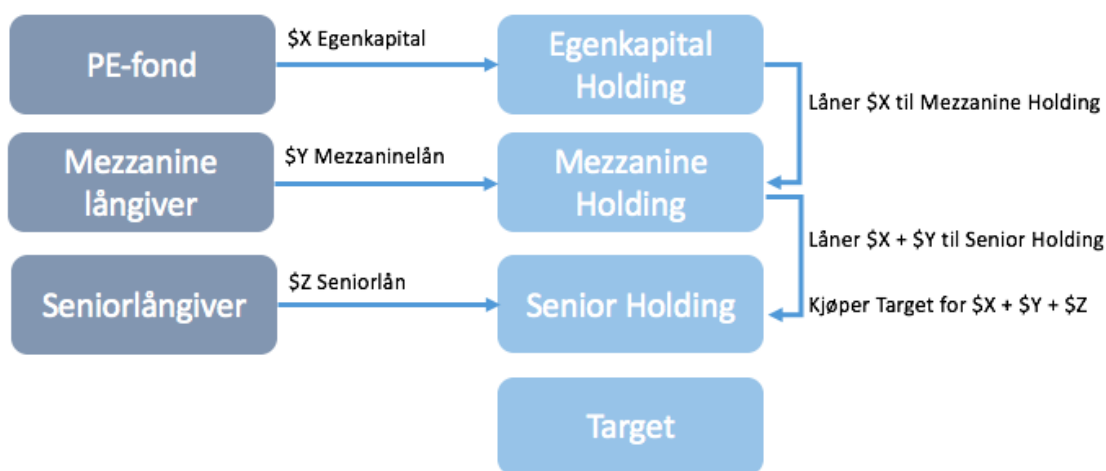 PE-fond
$X Egenkapital
Egenkapital
Holding
Låner $X til Mezzanine Holding
Mezzanine
långiver
$Y Mezzaninelån
Mezzanine
Holding
Låner $X + $Y til Senior Holding
Seniorlångiver
$Z Seniorlån
Senior Holding
Kjøper Target for $X + $Y + $Z
Target